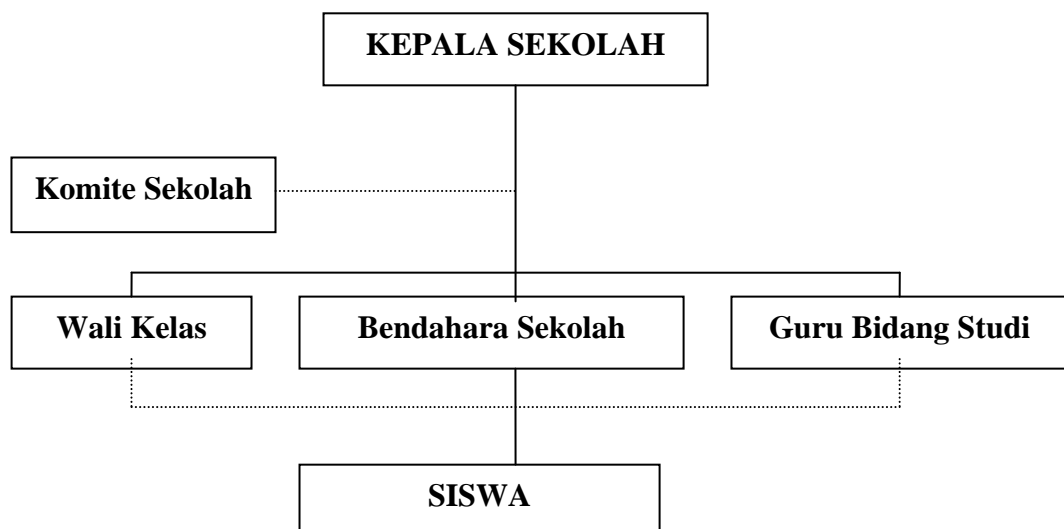 KEPALA SEKOLAH
Komite Sekolah
Wali Kelas
Bendahara Sekolah
Guru Bidang Studi
SISWA